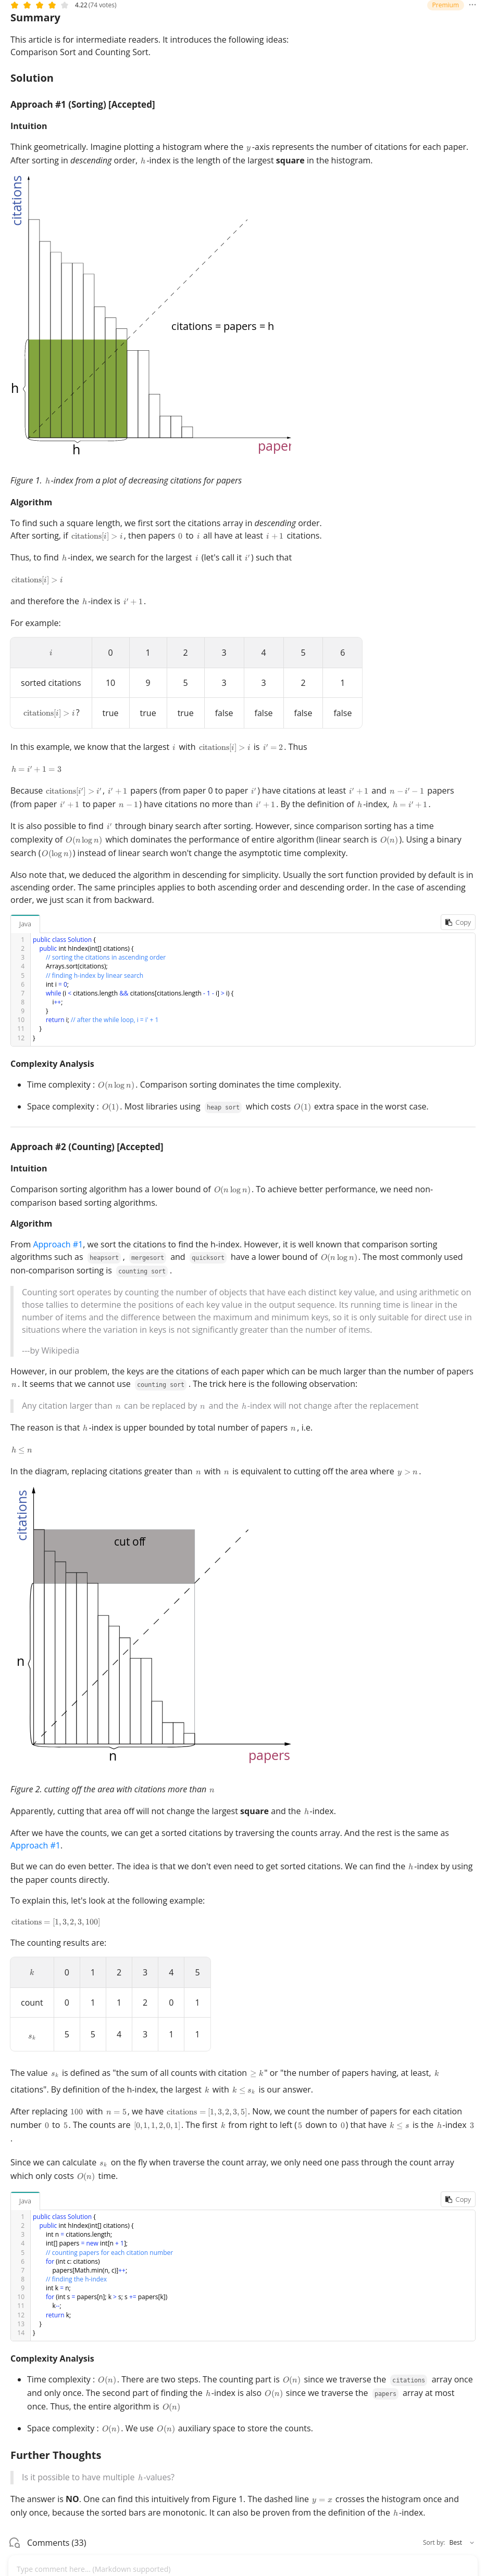 4.22 (74 votes)
Premium
Summary
This article is for intermediate readers. It introduces the following ideas:
Comparison Sort and Counting Sort.
Solution
Approach #1 (Sorting) [Accepted]
Intuition
Think geometrically. Imagine plotting a histogram where the y-axis represents the number of citations for each paper.
After sorting in descending order, h-index is the length of the largest square in the histogram.
citations
citations = papers = h
h
h
paper
Figure 1. h-index from a plot of decreasing citations for papers
Algorithm
To find such a square length, we first sort the citations array in descending order.
After sorting, if citations[i] > i, then papers 0 to i all have at least i + 1 citations.
Thus, to find h-index, we search for the largest i (let's call it i′) such that
citations[i] > i
and therefore the h-index is i′ + 1.
For example:
i 0 1 2 3 4 5 6
sorted citations 10 9 5 3 3 2 1
citations[i] > i? true true true false false false false
In this example, we know that the largest i with citations[i] > i is i′ = 2. Thus
h = i′ + 1 = 3
Because citations[i′] > i′, i′ + 1 papers (from paper 0 to paper i′) have citations at least i′ + 1 and n − i′ − 1 papers
(from paper i′ + 1 to paper n − 1) have citations no more than i′ + 1. By the definition of h-index, h = i′ + 1.
It is also possible to find i′ through binary search after sorting. However, since comparison sorting has a time
complexity of O(n log n) which dominates the performance of entire algorithm (linear search is O(n)). Using a binary
search (O(log n)) instead of linear search won't change the asymptotic time complexity.
Also note that, we deduced the algorithm in descending for simplicity. Usually the sort function provided by default is in
ascending order. The same principles applies to both ascending order and descending order. In the case of ascending
order, we just scan it from backward.
Java
Copy
1 public class Solution {
2 public int hIndex(int[] citations) {
3 // sorting the citations in ascending order
4 Arrays.sort(citations);
5 // finding h-index by linear search
6 int i = 0;
7 while (i < citations.length && citations[citations.length - 1 - i] > i) {
8 i++;
9 }
10 return i; // after the while loop, i = i' + 1
11 }
12 }
Complexity Analysis
• Time complexity : O(n log n). Comparison sorting dominates the time complexity.
• Space complexity : O(1). Most libraries using heap sort which costs O(1) extra space in the worst case.
Approach #2 (Counting) [Accepted]
Intuition
Comparison sorting algorithm has a lower bound of O(n log n). To achieve better performance, we need non-
comparison based sorting algorithms.
Algorithm
From Approach #1, we sort the citations to find the h-index. However, it is well known that comparison sorting
algorithms such as heapsort, mergesort and quicksort have a lower bound of O(n log n). The most commonly used
non-comparison sorting is counting sort.
Counting sort operates by counting the number of objects that have each distinct key value, and using arithmetic on
those tallies to determine the positions of each key value in the output sequence. Its running time is linear in the
number of items and the difference between the maximum and minimum keys, so it is only suitable for direct use in
situations where the variation in keys is not significantly greater than the number of items.
---by Wikipedia
However, in our problem, the keys are the citations of each paper which can be much larger than the number of papers
n. It seems that we cannot use counting sort. The trick here is the following observation:
Any citation larger than n can be replaced by n and the h-index will not change after the replacement
The reason is that h-index is upper bounded by total number of papers n, i.e.
h ≤ n
In the diagram, replacing citations greater than n with n is equivalent to cutting off the area where y > n.
citations
cut off
n
n
papers
Figure 2. cutting off the area with citations more than n
Apparently, cutting that area off will not change the largest square and the h-index.
After we have the counts, we can get a sorted citations by traversing the counts array. And the rest is the same as
Approach #1.
But we can do even better. The idea is that we don't even need to get sorted citations. We can find the h-index by using
the paper counts directly.
To explain this, let's look at the following example:
citations = [1, 3, 2, 3, 100]
The counting results are:
k 0 1 2 3 4 5
count 0 1 1 2 0 1
sₖ 5 5 4 3 1 1
The value sₖ is defined as "the sum of all counts with citation ≥ k" or "the number of papers having, at least, k
citations". By definition of the h-index, the largest k with k ≤ sₖ is our answer.
After replacing 100 with n = 5, we have citations = [1, 3, 2, 3, 5]. Now, we count the number of papers for each citation
number 0 to 5. The counts are [0, 1, 1, 2, 0, 1]. The first k from right to left (5 down to 0) that have k ≤ s is the h-index 3
.
Since we can calculate sₖ on the fly when traverse the count array, we only need one pass through the count array
which only costs O(n) time.
Java
Copy
1 public class Solution {
2 public int hIndex(int[] citations) {
3 int n = citations.length;
4 int[] papers = new int[n + 1];
5 // counting papers for each citation number
6 for (int c: citations)
7 papers[Math.min(n, c)]++;
8 // finding the h-index
9 int k = n;
10 for (int s = papers[n]; k > s; s += papers[k])
11 k--;
12 return k;
13 }
14 }
Complexity Analysis
• Time complexity : O(n). There are two steps. The counting part is O(n) since we traverse the citations array once
and only once. The second part of finding the h-index is also O(n) since we traverse the papers array at most
once. Thus, the entire algorithm is O(n)
• Space complexity : O(n). We use O(n) auxiliary space to store the counts.
Further Thoughts
Is it possible to have multiple h-values?
The answer is NO. One can find this intuitively from Figure 1. The dashed line y = x crosses the histogram once and
only once, because the sorted bars are monotonic. It can also be proven from the definition of the h-index.
Comments (33)
Sort by: Best
Type comment here... (Markdown supported)